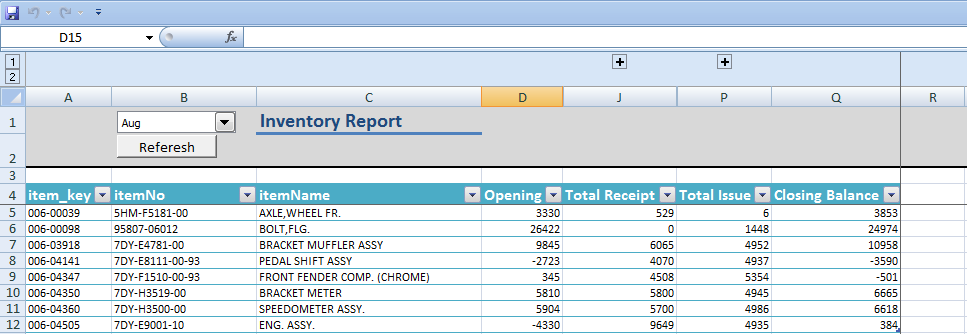 D15 fx
1
2
A B C D J P Q R
1 Aug Inventory Report
2 Referesh
3
4 item_key itemNo itemName Opening Total Receipt Total Issue Closing Balance
5 006-00039 5HM-F5181-00 AXLE,WHEEL FR. 3330 529 6 3853
6 006-00098 95807-06012 BOLT,FLG. 26422 0 1448 24974
7 006-03918 7DY-E4781-00 BRACKET MUFFLER ASSY 9845 6065 4952 10958
8 006-04141 7DY-E8111-00-93 PEDAL SHIFT ASSY -2723 4070 4937 -3590
9 006-04347 7DY-F1510-00-93 FRONT FENDER COMP. (CHROME) 345 4508 5354 -501
10 006-04350 7DY-H3519-00 BRACKET METER 5810 5800 4945 6665
11 006-04360 7DY-H3500-00 SPEEDOMETER ASSY. 5904 5700 4986 6618
12 006-04505 7DY-E9001-10 ENG. ASSY. -4330 9649 4935 384